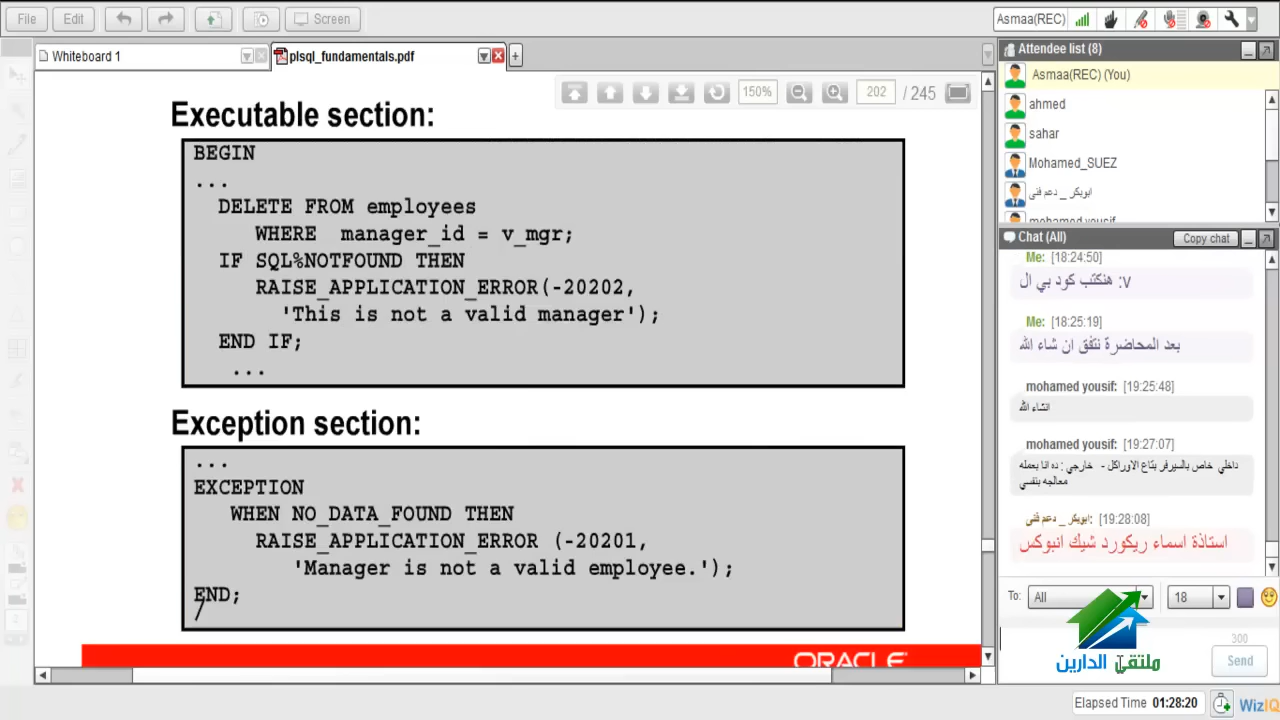 File
Edit
Screen
Asmaa(REC)
Whiteboard 1
plsql_fundamentals.pdf
150%
202
/ 245
Executable section:
BEGIN
...
DELETE FROM employees
WHERE manager_id = v_mgr;
IF SQL%NOTFOUND THEN
RAISE_APPLICATION_ERROR(-20202,
'This is not a valid manager');
END IF;
...
Exception section:
...
EXCEPTION
WHEN NO_DATA_FOUND THEN
RAISE_APPLICATION_ERROR (-20201,
'Manager is not a valid employee.');
END;
/
ORACLE
Attendee list (8)
Asmaa(REC) (You)
ahmed
sahar
Mohamed_SUEZ
ابوبكر _ دعم فنى
mohamed yousif
Chat (All)
Copy chat
Me: [18:24:50]
هنكتب كود بي ال :v
Me: [18:25:19]
بعد المحاضرة نتفق ان شاء الله
mohamed yousif: [19:25:48]
انشاء الله
mohamed yousif: [19:27:07]
داخلي خاص بالسيرفر بتاع الاوراكل - خارجي : ده انا بعمله
معالجه بنفسي
ابوبكر _ دعم فنى: [19:28:08]
استاذة اسماء ريكورد شيك انبوكس
To:
All
18
ملتقى الدارين
300
Send
Elapsed Time 01:28:20
WizIQ